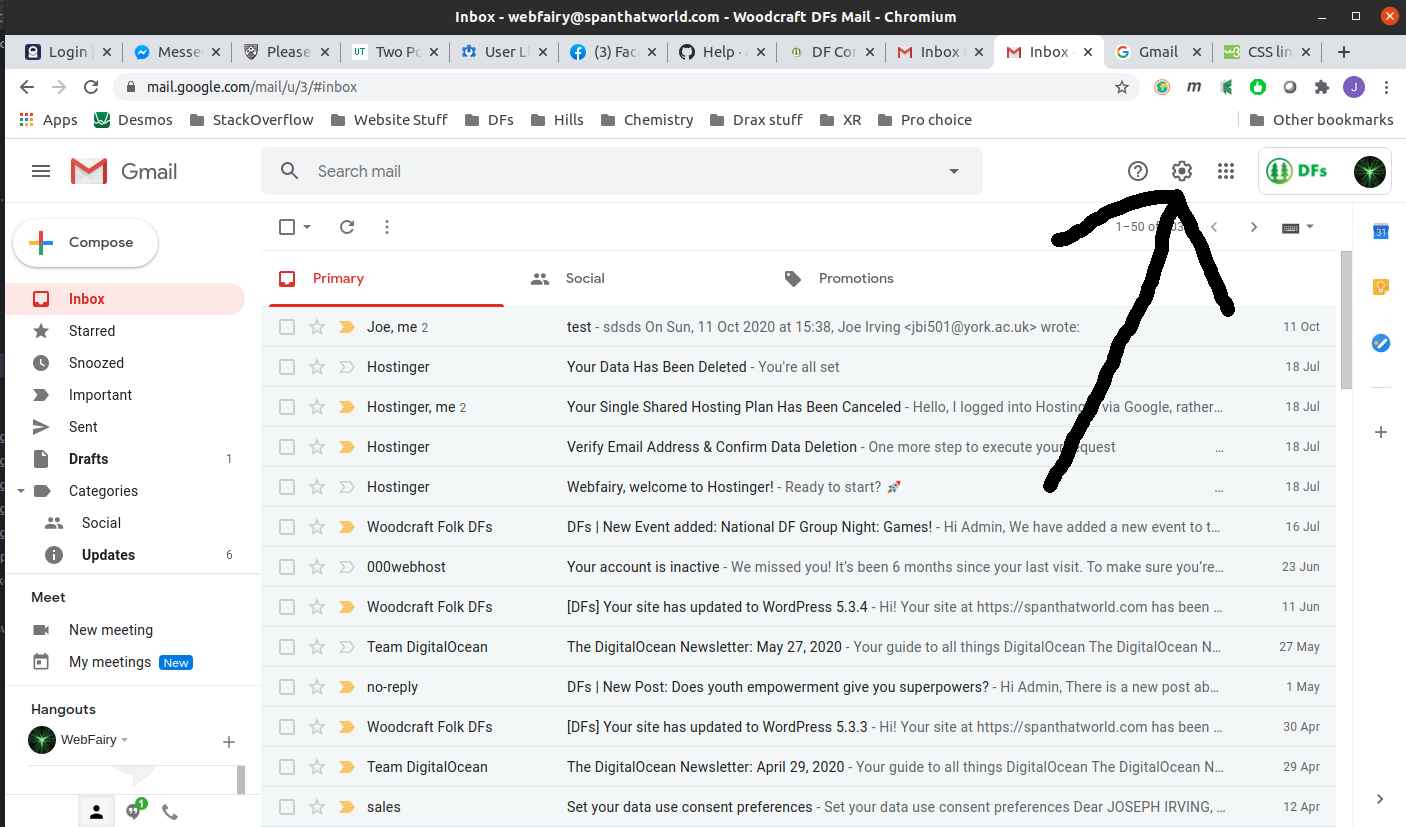 Inbox - webfairy@spanthatworld.com - Woodcraft DFs Mail - Chromium
Login Messe Please UT Two Po User Li (3) Fac Help · DF Co Inbox Inbox Gmail CSS lin
mail.google.com/mail/u/3/#inbox m J
Apps Desmos StackOverflow Website Stuff DFs Hills Chemistry Drax stuff XR Pro choice Other bookmarks
Gmail Search mail DFs
Compose 1–50 31
Primary Social Promotions
Inbox
Starred
Snoozed
Important
Sent
Drafts 1
Categories
Social
Updates 6
Meet
New meeting
My meetings New
Hangouts
WebFairy
1
Joe, me 2 test - sdsds On Sun, 11 Oct 2020 at 15:38, Joe Irving <jbi501@york.ac.uk> wrote: 11 Oct
Hostinger Your Data Has Been Deleted - You're all set 18 Jul
Hostinger, me 2 Your Single Shared Hosting Plan Has Been Canceled - Hello, I logged into Hosting via Google, rather… 18 Jul
Hostinger Verify Email Address & Confirm Data Deletion - One more step to execute your request … 18 Jul
Hostinger Webfairy, welcome to Hostinger! - Ready to start? 🚀 … 18 Jul
Woodcraft Folk DFs DFs | New Event added: National DF Group Night: Games! - Hi Admin, We have added a new event to t… 16 Jul
000webhost Your account is inactive - We missed you! It’s been 6 months since your last visit. To make sure you’re… 23 Jun
Woodcraft Folk DFs [DFs] Your site has updated to WordPress 5.3.4 - Hi! Your site at https://spanthatworld.com has been … 11 Jun
Team DigitalOcean The DigitalOcean Newsletter: May 27, 2020 - Your guide to all things DigitalOcean The DigitalOcean N… 27 May
no-reply DFs | New Post: Does youth empowerment give you superpowers? - Hi Admin, There is a new post ab… 1 May
Woodcraft Folk DFs [DFs] Your site has updated to WordPress 5.3.3 - Hi! Your site at https://spanthatworld.com has been … 30 Apr
Team DigitalOcean The DigitalOcean Newsletter: April 29, 2020 - Your guide to all things DigitalOcean The DigitalOcean … 29 Apr
sales Set your data use consent preferences - Set your data use consent preferences Dear JOSEPH IRVING, … 12 Apr